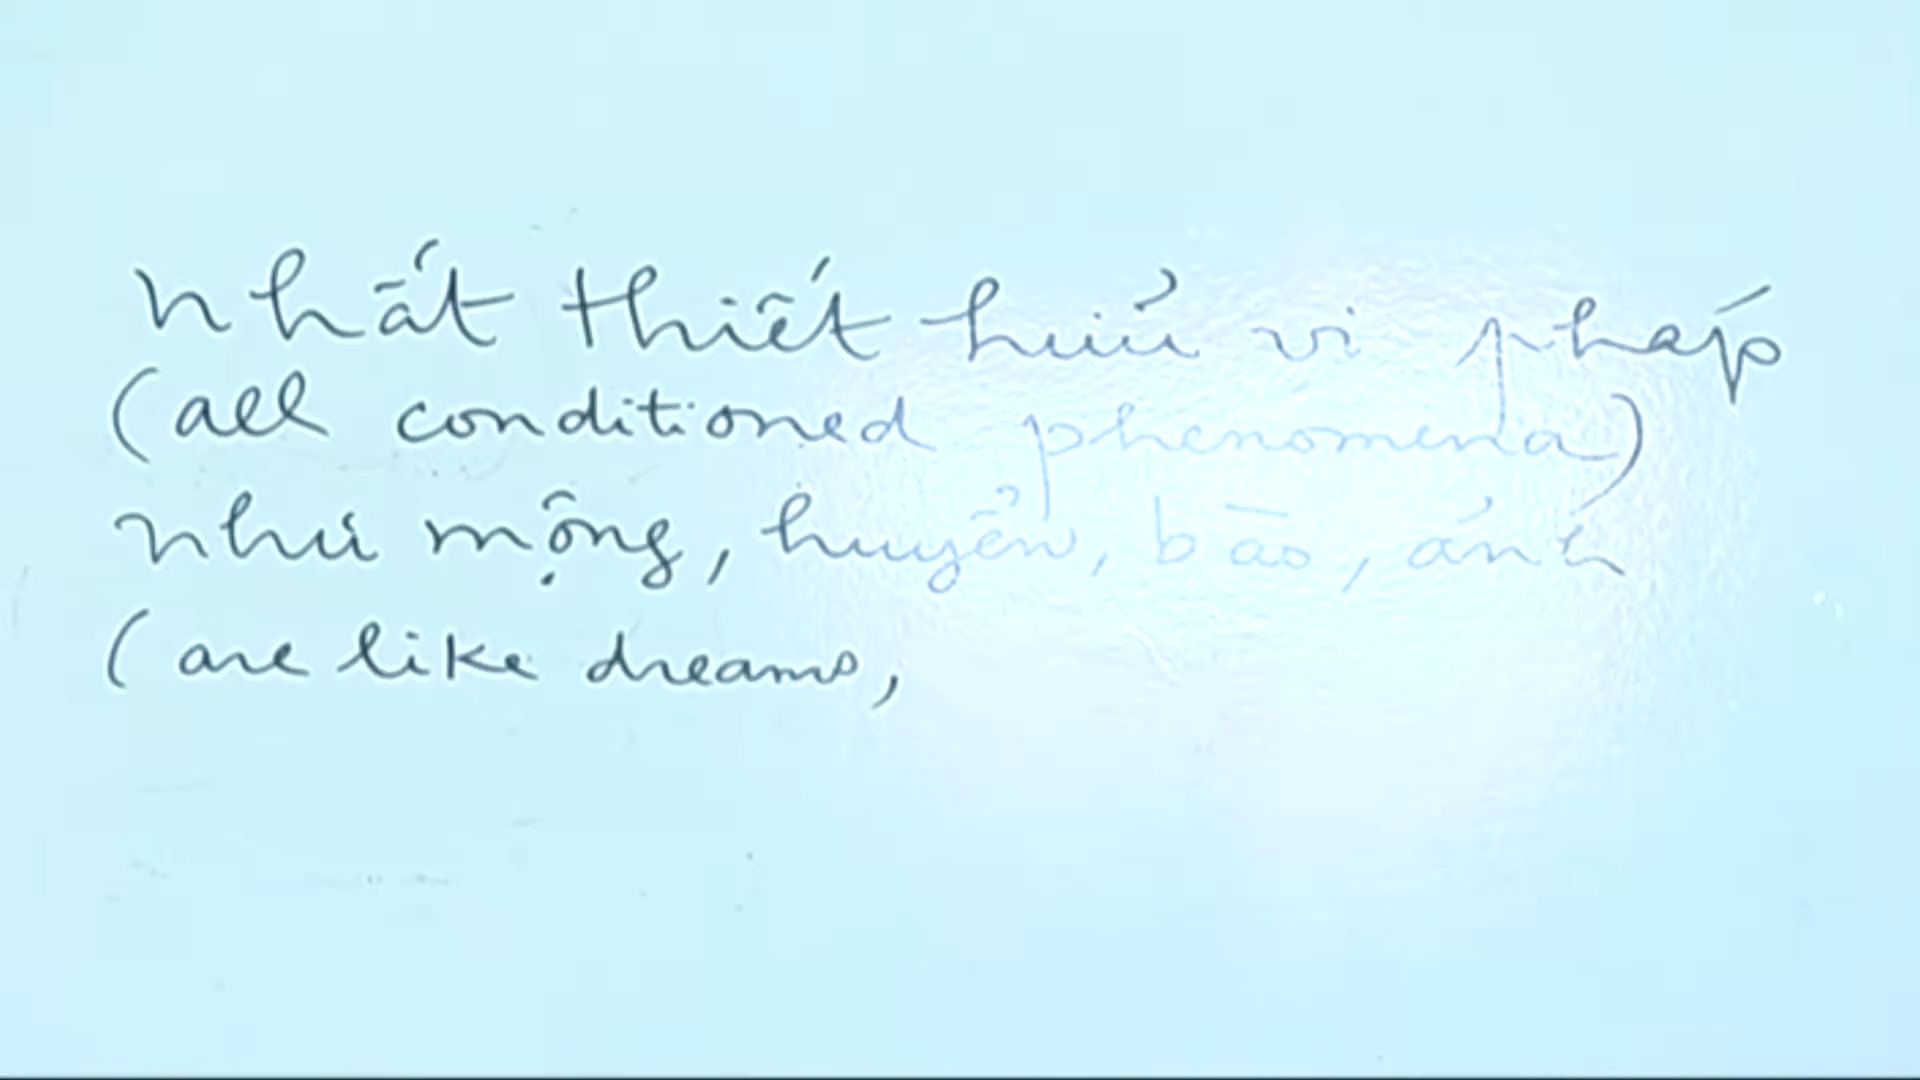 Nhất thiết hữu vi pháp
(all conditioned phenomena)
như mộng, huyễn, bào, ảnh
(are like dreams,